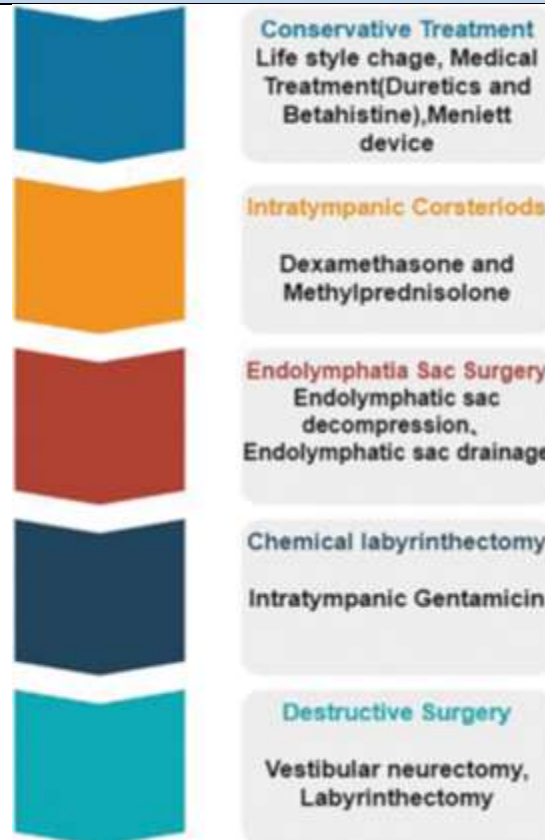 Conservative Treatment
Life style chage, Medical
Treatment(Duretics and
Betahistine),Meniett
device
Intratympanic Corsteriods
Dexamethasone and
Methylprednisolone
Endolymphatia Sac Surgery
Endolymphatic sac
decompression、
Endolymphatic sac drainage
Chemical labyrinthectomy
Intratympanic Gentamicin
Destructive Surgery
Vestibular neurectomy,
Labyrinthectomy